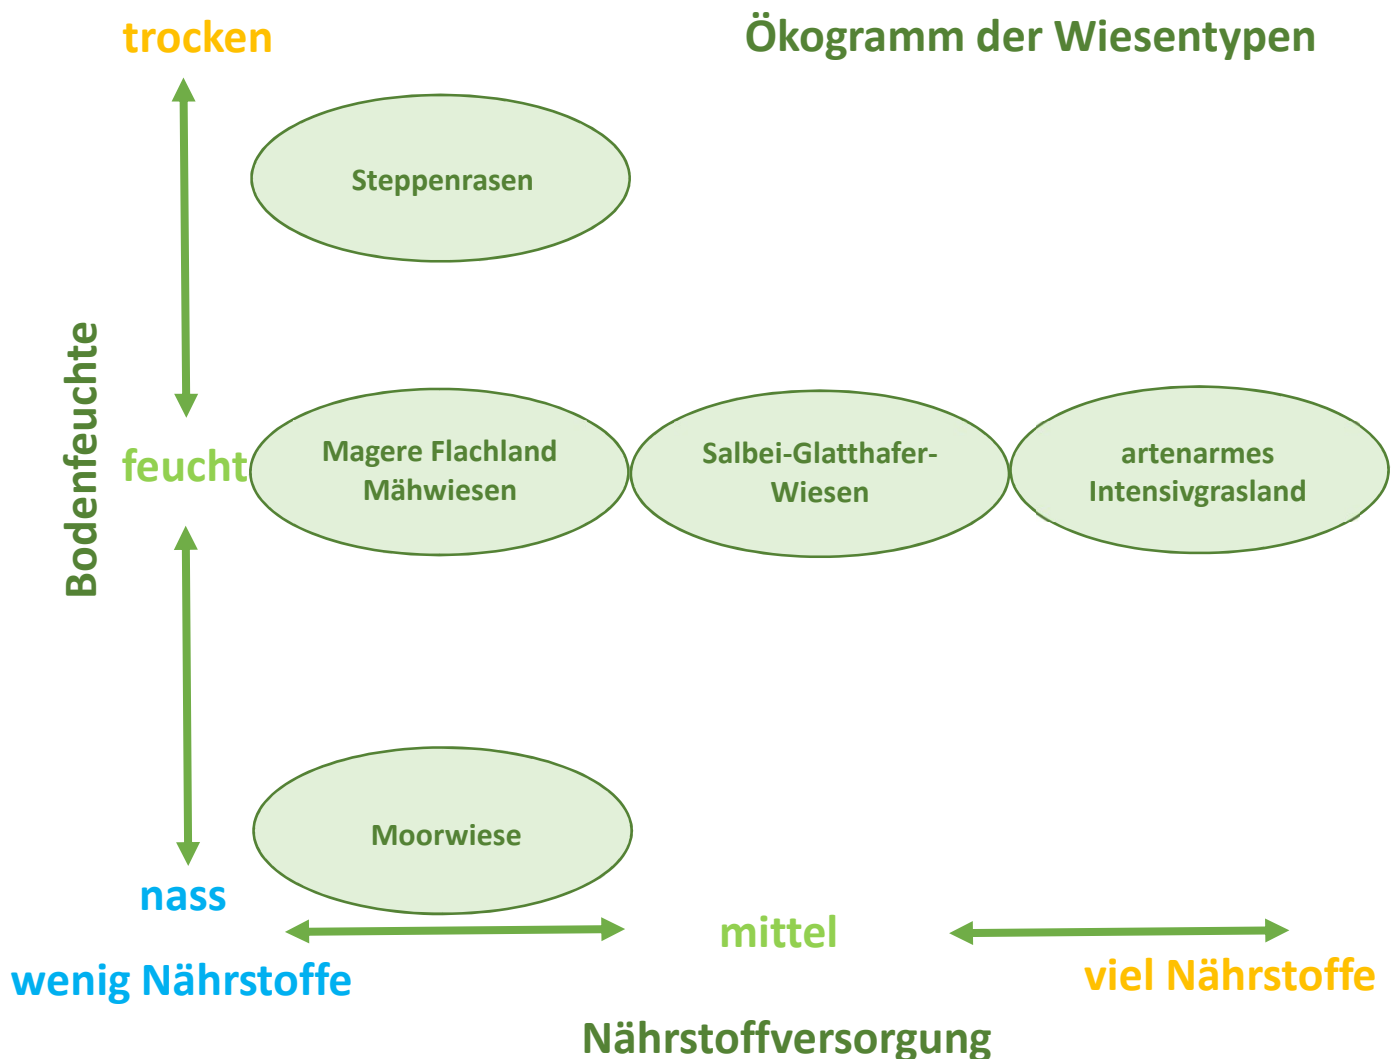 trocken
Ökogramm der Wiesentypen
Steppenrasen
Bodenfeuchte
feucht
Magere Flachland
Mähwiesen
Salbei-Glatthafer-
Wiesen
artenarmes
Intensivgrasland
Moorwiese
nass
mittel
wenig Nährstoffe
viel Nährstoffe
Nährstoffversorgung